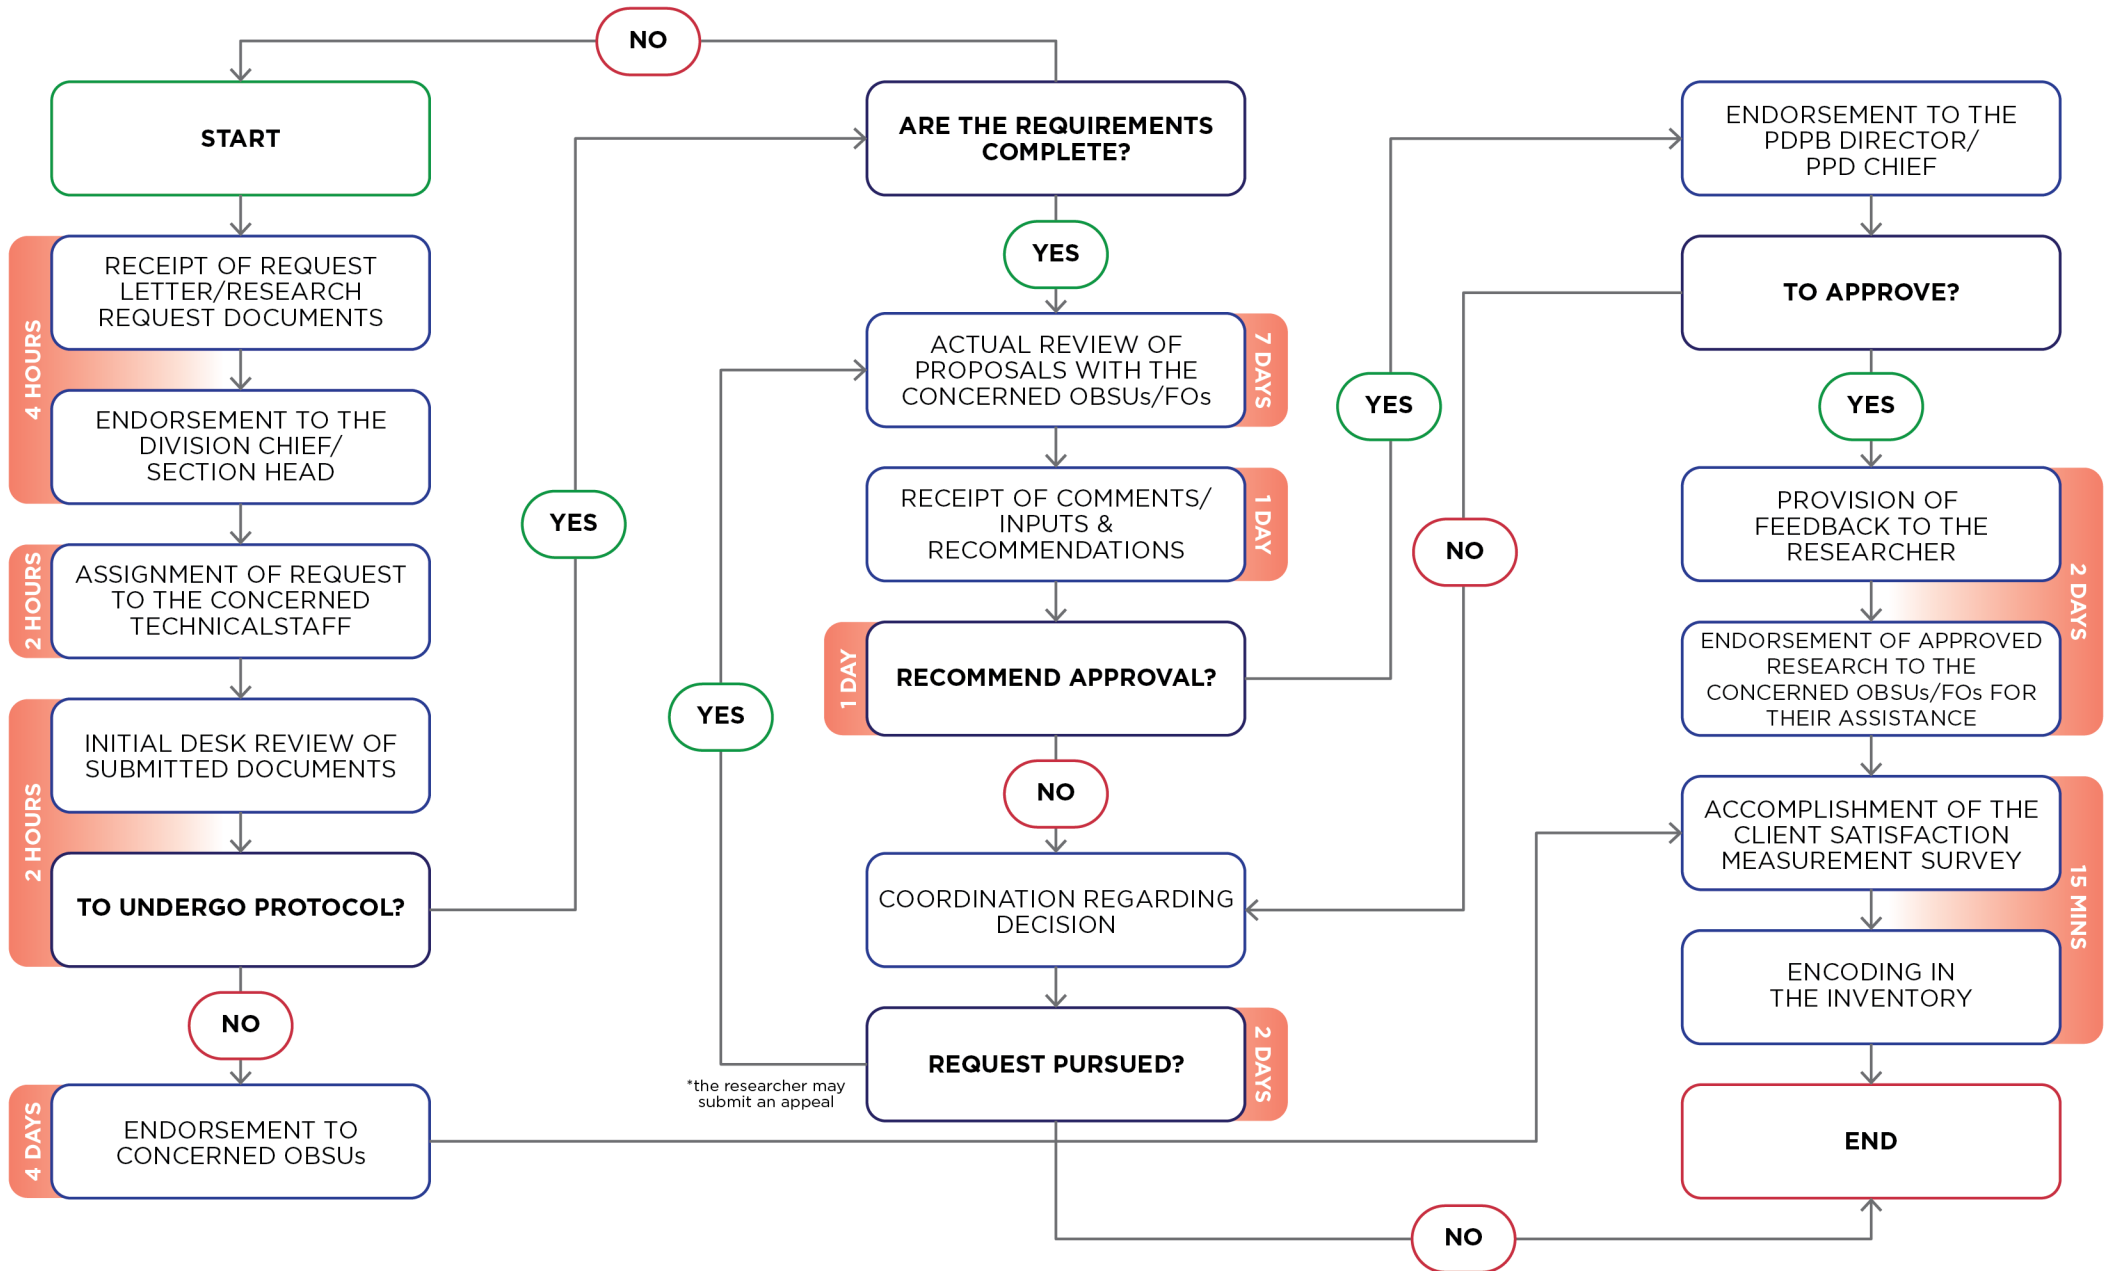 NO
START
4 HOURS
RECEIPT OF REQUEST
LETTER/RESEARCH
REQUEST DOCUMENTS
ENDORSEMENT TO THE
DIVISION CHIEF/
SECTION HEAD
2 HOURS
ASSIGNMENT OF REQUEST
TO THE CONCERNED
TECHNICALSTAFF
2 HOURS
INITIAL DESK REVIEW OF
SUBMITTED DOCUMENTS
TO UNDERGO PROTOCOL?
NO
4 DAYS
ENDORSEMENT TO
CONCERNED OBSUs
YES
ARE THE REQUIREMENTS
COMPLETE?
YES
ACTUAL REVIEW OF
PROPOSALS WITH THE
CONCERNED OBSUs/FOs
7 DAYS
RECEIPT OF COMMENTS/
INPUTS &
RECOMMENDATIONS
1 DAY
1 DAY
RECOMMEND APPROVAL?
YES
NO
COORDINATION REGARDING
DECISION
REQUEST PURSUED?
2 DAYS
*the researcher may
submit an appeal
YES
NO
NO
ENDORSEMENT TO THE
PDPB DIRECTOR/
PPD CHIEF
TO APPROVE?
YES
PROVISION OF
FEEDBACK TO THE
RESEARCHER
2 DAYS
ENDORSEMENT OF APPROVED
RESEARCH TO THE
CONCERNED OBSUs/FOs FOR
THEIR ASSISTANCE
ACCOMPLISHMENT OF THE
CLIENT SATISFACTION
MEASUREMENT SURVEY
15 MINS
ENCODING IN
THE INVENTORY
END